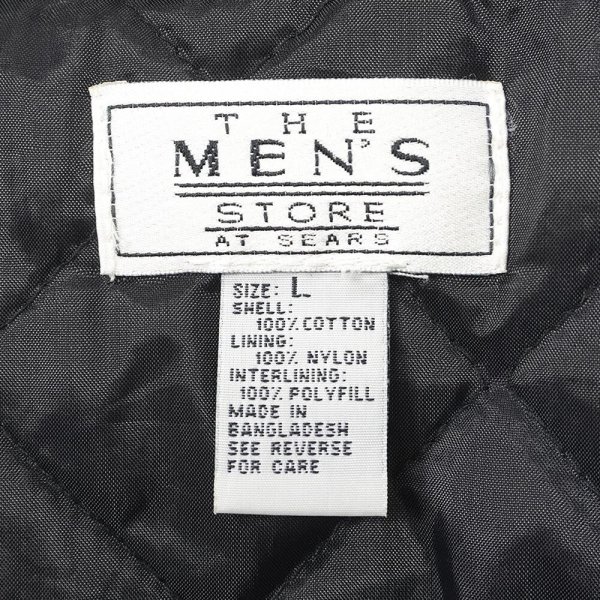 THE
MEN'S
STORE
AT SEARS
SIZE: L
SHELL:
100% COTTON
LINING:
100% NYLON
INTERLINING:
100% POLYFILL
MADE IN
BANGLADESH
SEE REVERSE
FOR CARE